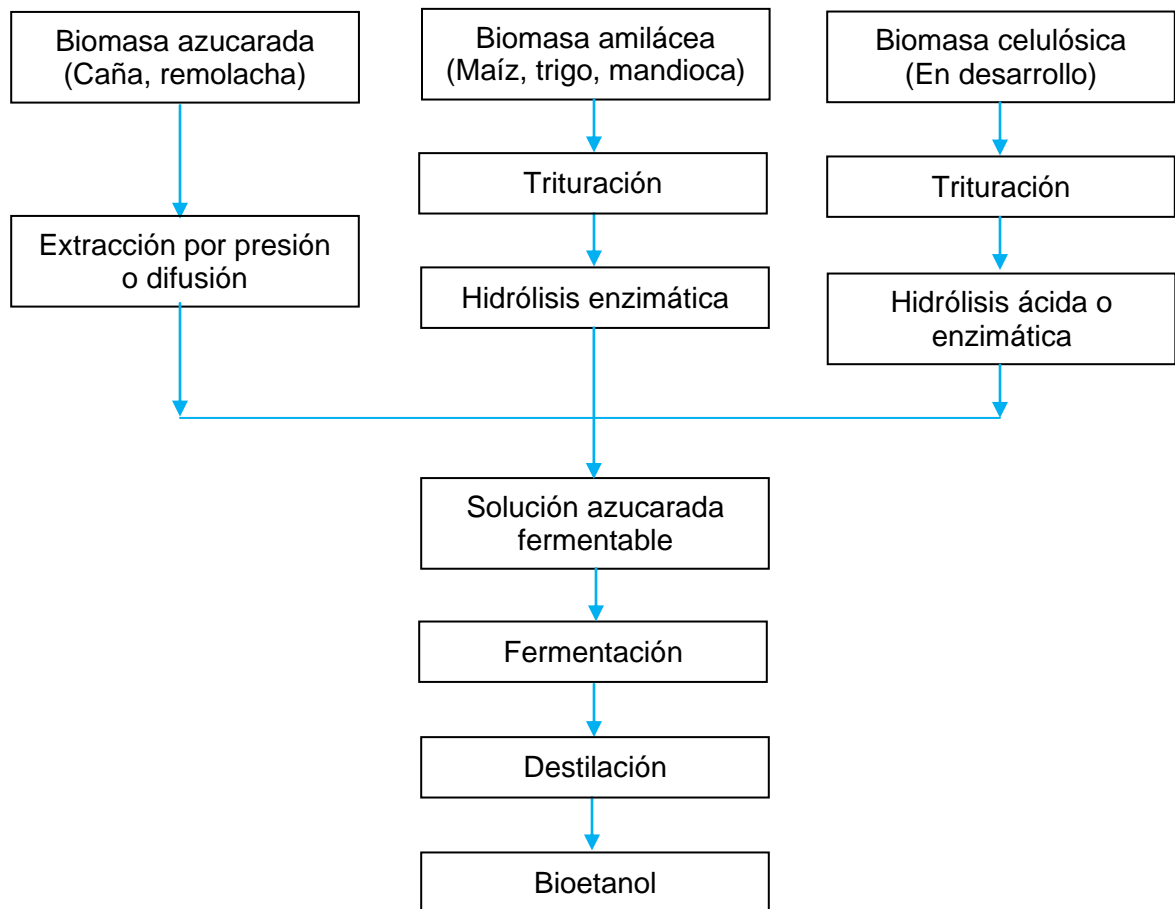 Biomasa azucarada
(Caña, remolacha)
Biomasa amilácea
(Maíz, trigo, mandioca)
Biomasa celulósica
(En desarrollo)
Trituración
Trituración
Extracción por presión
o difusión
Hidrólisis enzimática
Hidrólisis ácida o
enzimática
Solución azucarada
fermentable
Fermentación
Destilación
Bioetanol